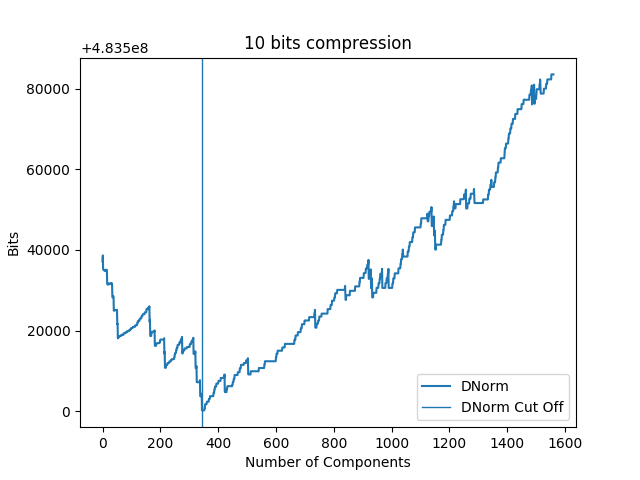 10 bits compression
+4.835e8
80000
60000
40000
20000
0
Bits
0 200 400 600 800 1000 1200 1400 1600
Number of Components
DNorm
DNorm Cut Off